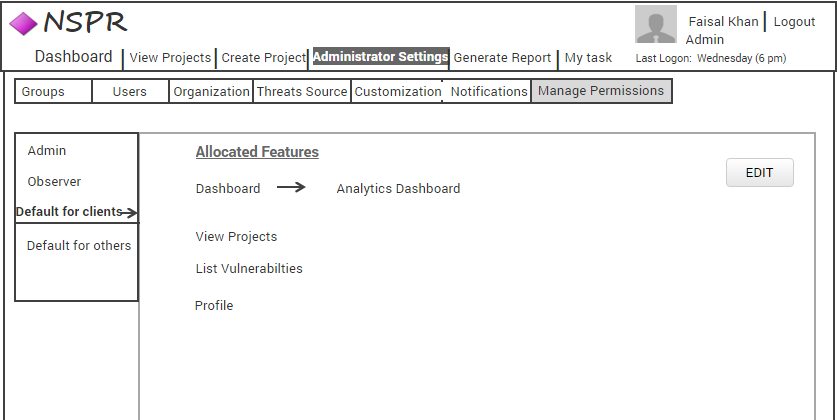 NSPR
Faisal Khan Logout
Admin
Dashboard View Projects Create Project Administrator Settings Generate Report My task Last Logon: Wednesday (6 pm)
Groups Users Organization Threats Source Customization Notifications Manage Permissions
Admin
Observer
Default for clients
Default for others
Allocated Features
EDIT
Dashboard Analytics Dashboard
View Projects
List Vulnerabilties
Profile